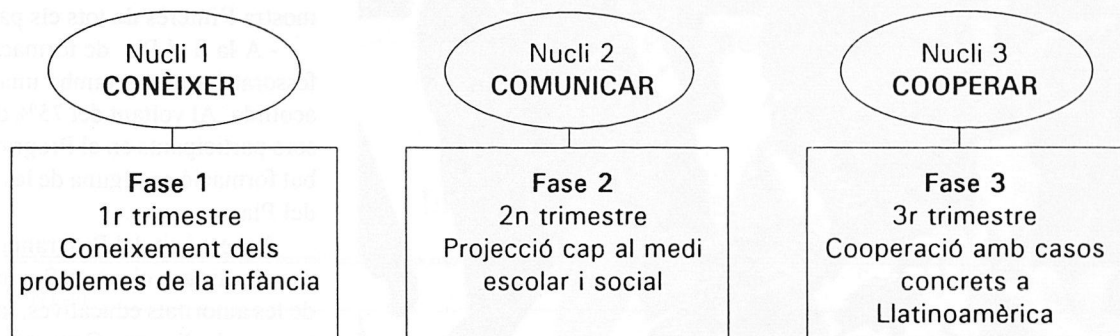 Nucli 1
CONÈIXER
Fase 1
1r trimestre
Coneixement dels
problemes de la infància
Nucli 2
COMUNICAR
Fase 2
2n trimestre
Projecció cap al medi
escolar i social
Nucli 3
COOPERAR
Fase 3
3r trimestre
Cooperació amb casos
concrets a
Llatinoamèrica